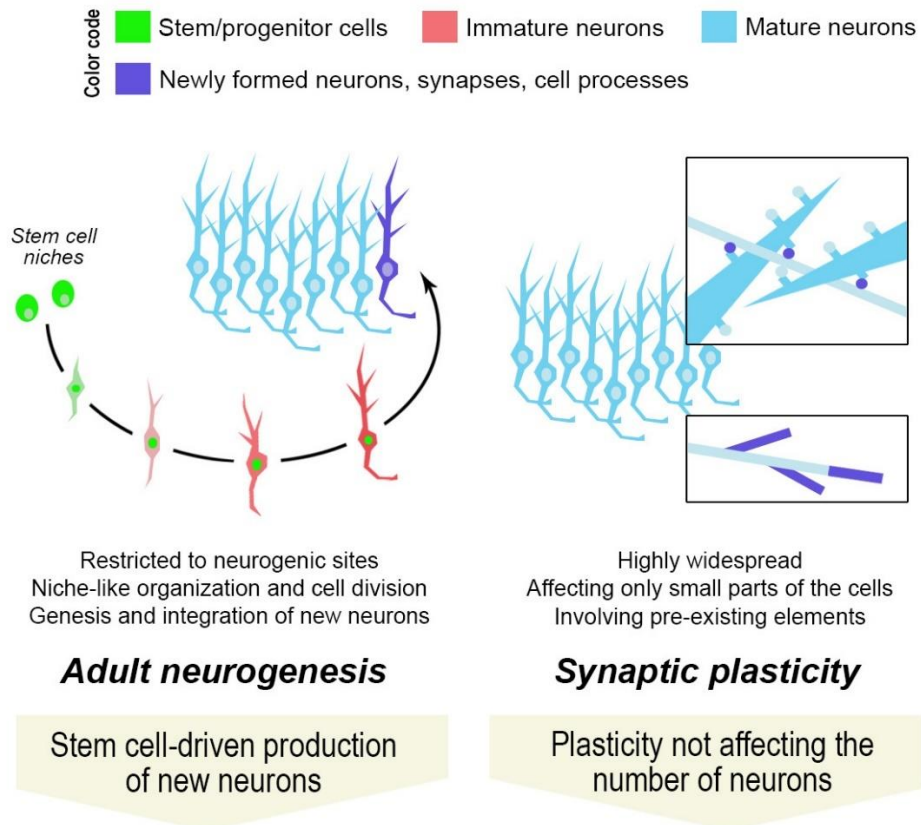 Color code
Stem/progenitor cells
Immature neurons
Mature neurons
Newly formed neurons, synapses, cell processes
Stem cell
niches
Restricted to neurogenic sites
Niche-like organization and cell division
Genesis and integration of new neurons
Adult neurogenesis
Stem cell-driven production
of new neurons
Highly widespread
Affecting only small parts of the cells
Involving pre-existing elements
Synaptic plasticity
Plasticity not affecting the
number of neurons